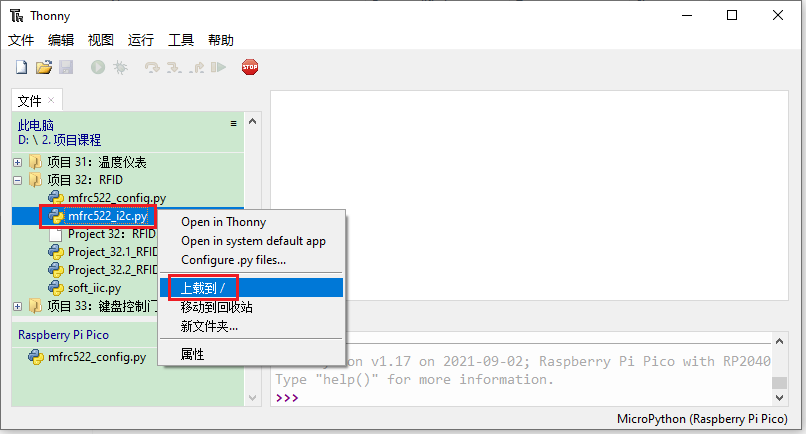 Thonny
文件 编辑 视图 运行 工具 帮助
STOP
文件 ×
此电脑
D: \ 2. 项目课程
项目 31：温度仪表
项目 32：RFID
mfrc522_config.py
mfrc522_i2c.py
Project 32：RFID
Project_32.1_RFID
Project_32.2_RFID
soft_iic.py
项目 33：键盘控制门
Open in Thonny
Open in system default app
Configure .py files...
上载到 /
移动到回收站
新文件夹...
属性
Raspberry Pi Pico
mfrc522_config.py
on v1.17 on 2021-09-02; Raspberry Pi Pico with RP2040
Type "help()" for more information.
>>>
MicroPython (Raspberry Pi Pico)